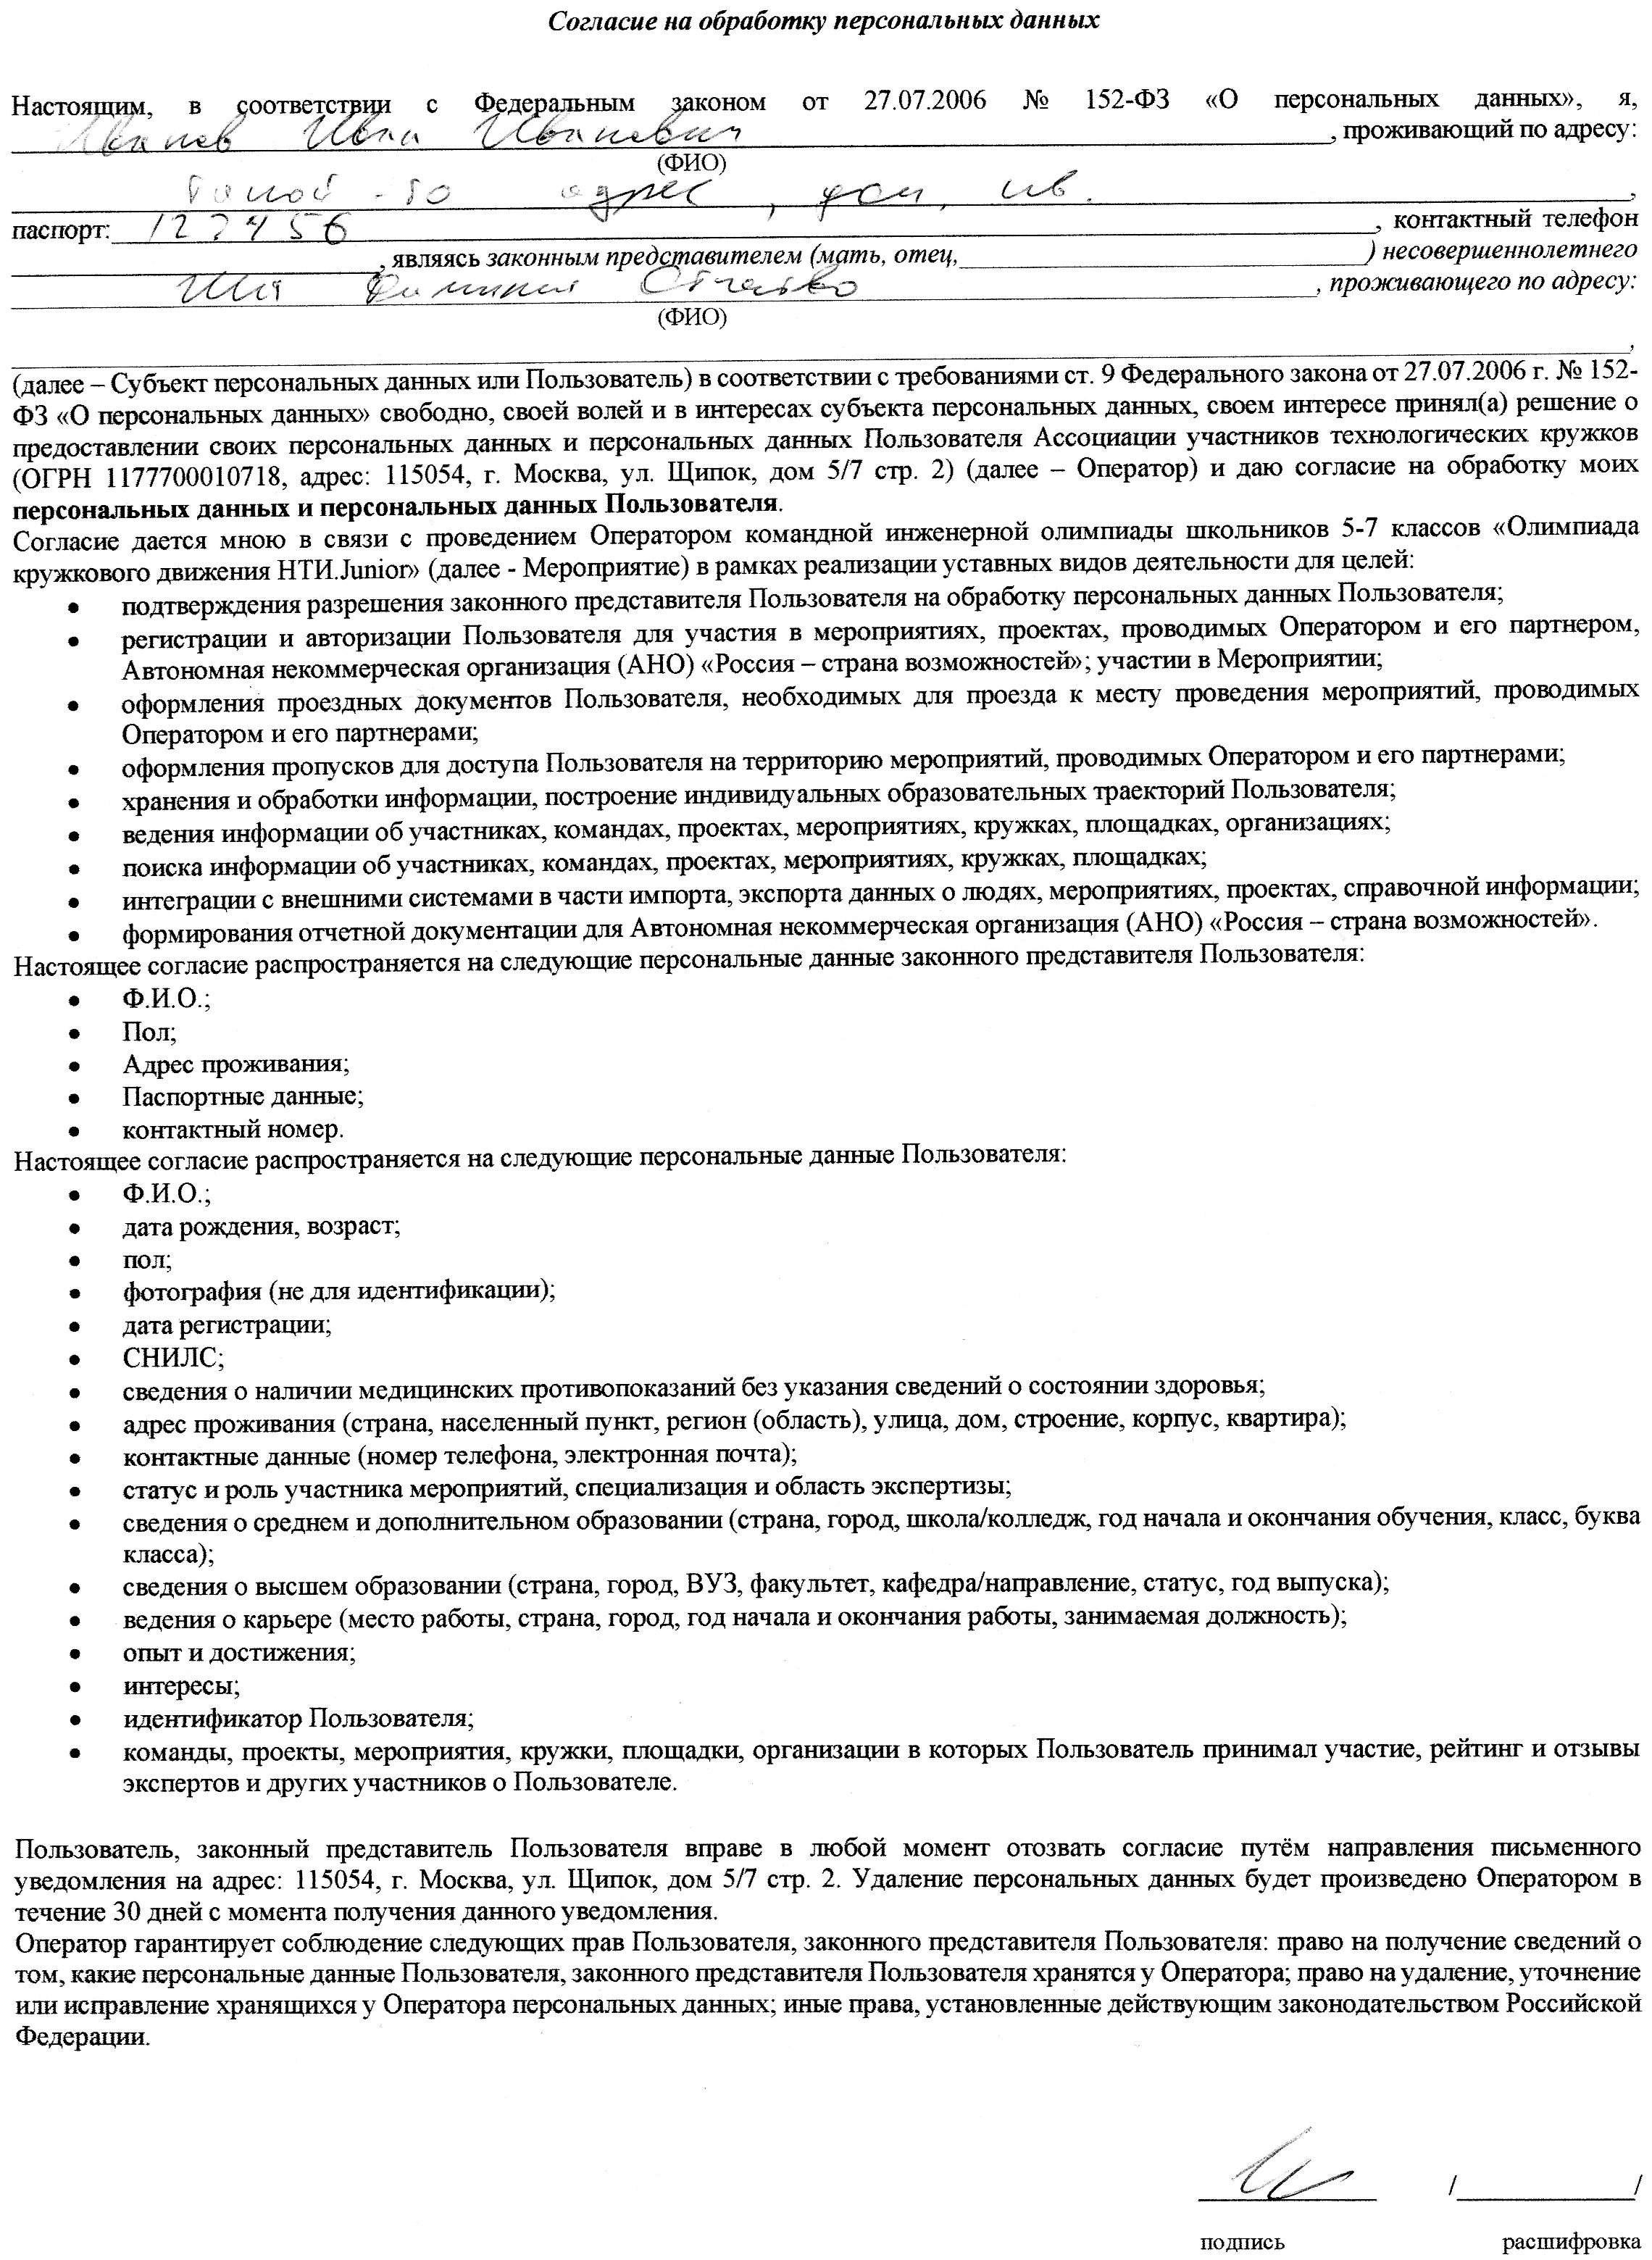 Согласие на обработку персональных данных
Настоящим, в соответствии с Федеральным законом от 27.07.2006 № 152-ФЗ «О персональных данных», я,
Иванов Иван Иванович, проживающий по адресу:
(ФИО)
такой-то адрес, дом, кв. ,
паспорт: 123456, контактный телефон
, являясь законным представителем (мать, отец, ) несовершеннолетнего
Имя Фамилия Отчество, проживающего по адресу:
(ФИО)
,
(далее – Субъект персональных данных или Пользователь) в соответствии с требованиями ст. 9 Федерального закона от 27.07.2006 г. № 152-
ФЗ «О персональных данных» свободно, своей волей и в интересах субъекта персональных данных, своем интересе принял(а) решение о
предоставлении своих персональных данных и персональных данных Пользователя Ассоциации участников технологических кружков
(ОГРН 1177700010718, адрес: 115054, г. Москва, ул. Щипок, дом 5/7 стр. 2) (далее – Оператор) и даю согласие на обработку моих
персональных данных и персональных данных Пользователя.
Согласие дается мною в связи с проведением Оператором командной инженерной олимпиады школьников 5-7 классов «Олимпиада
кружкового движения НТИ.Junior» (далее - Мероприятие) в рамках реализации уставных видов деятельности для целей:
• подтверждения разрешения законного представителя Пользователя на обработку персональных данных Пользователя;
• регистрации и авторизации Пользователя для участия в мероприятиях, проектах, проводимых Оператором и его партнером,
Автономная некоммерческая организация (АНО) «Россия – страна возможностей»; участии в Мероприятии;
• оформления проездных документов Пользователя, необходимых для проезда к месту проведения мероприятий, проводимых
Оператором и его партнерами;
• оформления пропусков для доступа Пользователя на территорию мероприятий, проводимых Оператором и его партнерами;
• хранения и обработки информации, построение индивидуальных образовательных траекторий Пользователя;
• ведения информации об участниках, командах, проектах, мероприятиях, кружках, площадках, организациях;
• поиска информации об участниках, командах, проектах, мероприятиях, кружках, площадках;
• интеграции с внешними системами в части импорта, экспорта данных о людях, мероприятиях, проектах, справочной информации;
• формирования отчетной документации для Автономная некоммерческая организация (АНО) «Россия – страна возможностей».
Настоящее согласие распространяется на следующие персональные данные законного представителя Пользователя:
• Ф.И.О.;
• Пол;
• Адрес проживания;
• Паспортные данные;
• контактный номер.
Настоящее согласие распространяется на следующие персональные данные Пользователя:
• Ф.И.О.;
• дата рождения, возраст;
• пол;
• фотография (не для идентификации);
• дата регистрации;
• СНИЛС;
• сведения о наличии медицинских противопоказаний без указания сведений о состоянии здоровья;
• адрес проживания (страна, населенный пункт, регион (область), улица, дом, строение, корпус, квартира);
• контактные данные (номер телефона, электронная почта);
• статус и роль участника мероприятий, специализация и область экспертизы;
• сведения о среднем и дополнительном образовании (страна, город, школа/колледж, год начала и окончания обучения, класс, буква
класса);
• сведения о высшем образовании (страна, город, ВУЗ, факультет, кафедра/направление, статус, год выпуска);
• ведения о карьере (место работы, страна, город, год начала и окончания работы, занимаемая должность);
• опыт и достижения;
• интересы;
• идентификатор Пользователя;
• команды, проекты, мероприятия, кружки, площадки, организации в которых Пользователь принимал участие, рейтинг и отзывы
экспертов и других участников о Пользователе.
Пользователь, законный представитель Пользователя вправе в любой момент отозвать согласие путём направления письменного
уведомления на адрес: 115054, г. Москва, ул. Щипок, дом 5/7 стр. 2. Удаление персональных данных будет произведено Оператором в
течение 30 дней с момента получения данного уведомления.
Оператор гарантирует соблюдение следующих прав Пользователя, законного представителя Пользователя: право на получение сведений о
том, какие персональные данные Пользователя, законного представителя Пользователя хранятся у Оператора; право на удаление, уточнение
или исправление хранящихся у Оператора персональных данных; иные права, установленные действующим законодательством Российской
Федерации.
/ /
подпись расшифровка